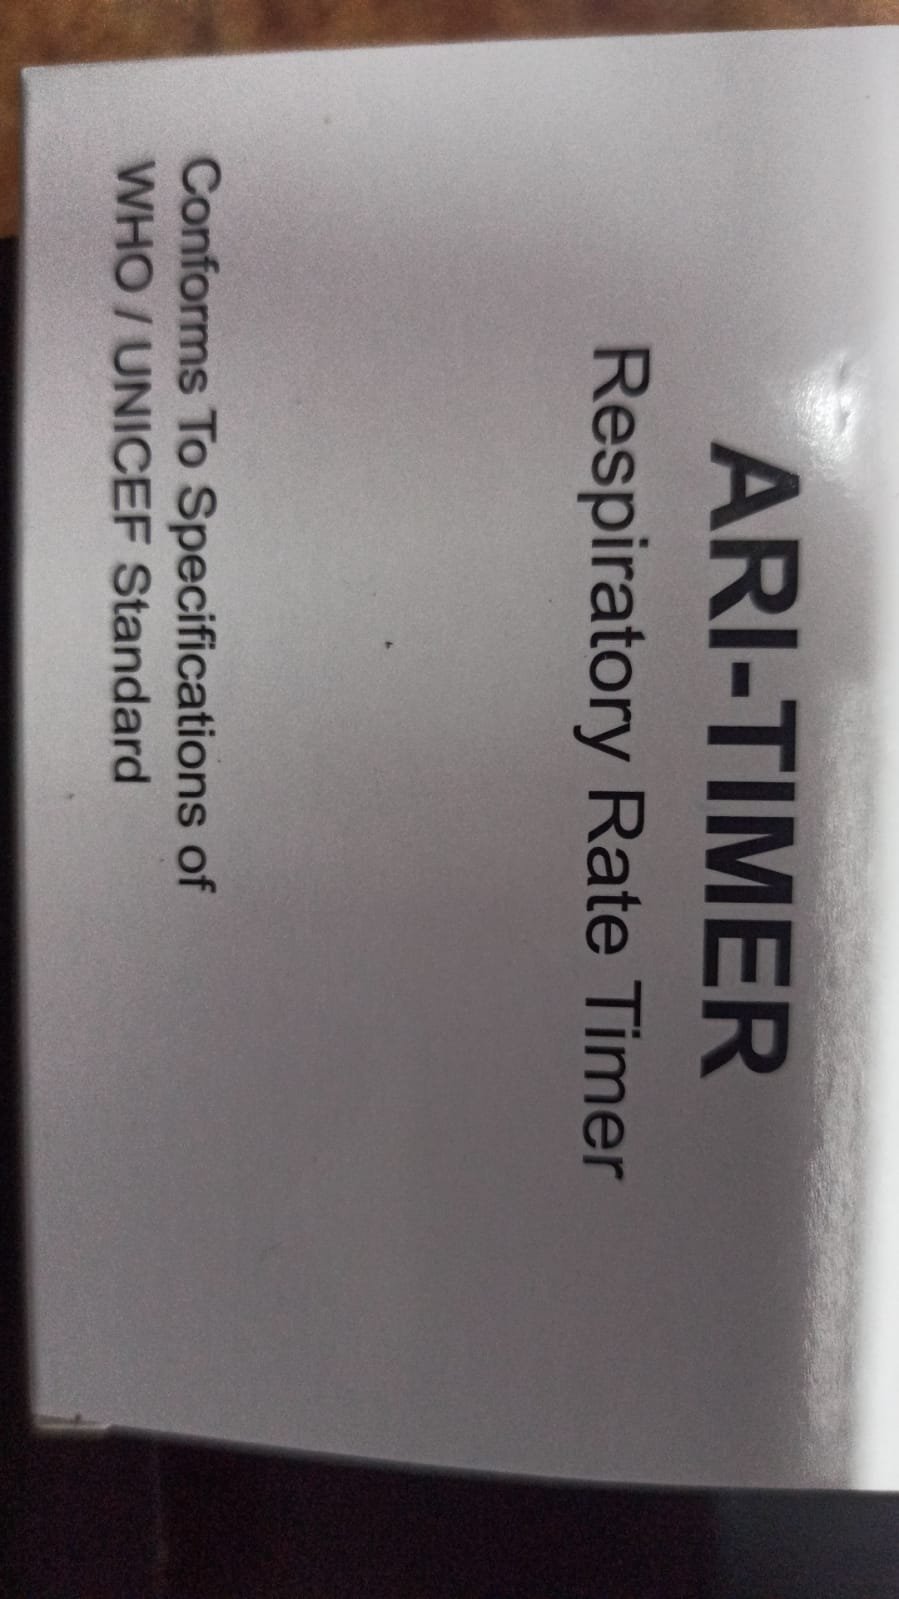 ARI-TIMER
Respiratory Rate Timer
Conforms To Specifications of
WHO / UNICEF Standard